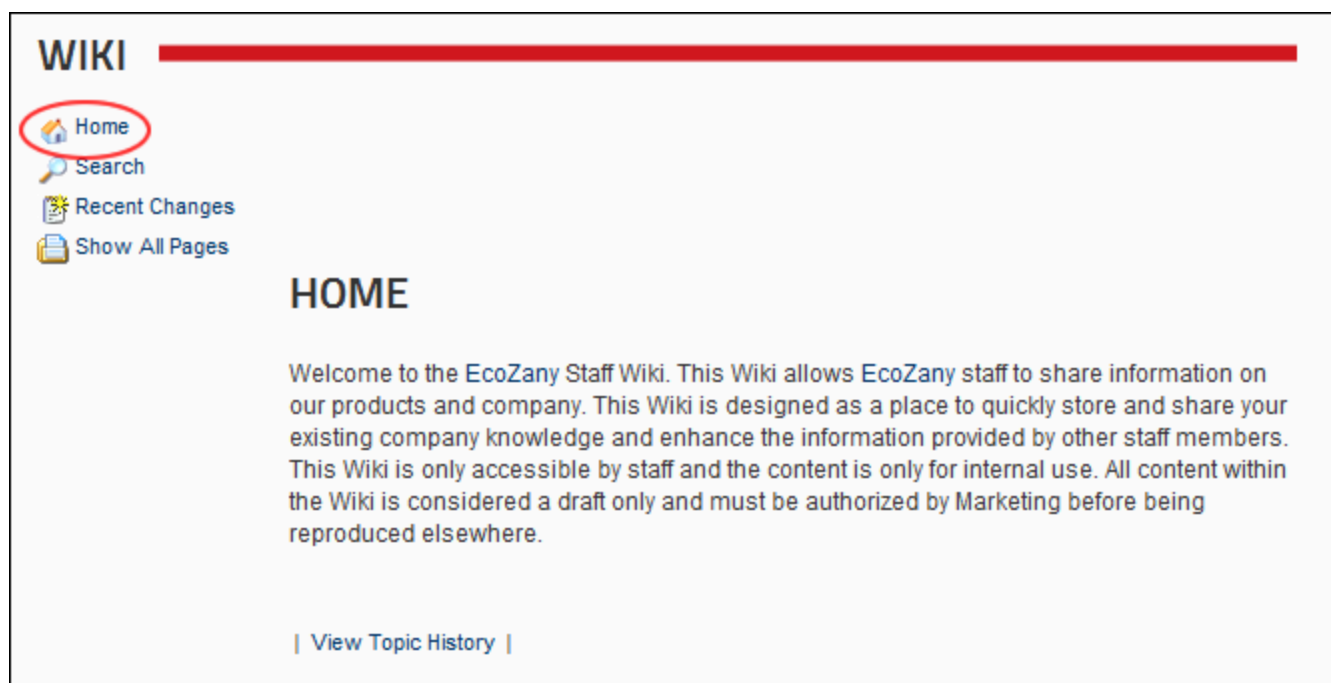 WIKI
Home
Search
Recent Changes
Show All Pages
HOME
Welcome to the EcoZany Staff Wiki. This Wiki allows EcoZany staff to share information on
our products and company. This Wiki is designed as a place to quickly store and share your
existing company knowledge and enhance the information provided by other staff members.
This Wiki is only accessible by staff and the content is only for internal use. All content within
the Wiki is considered a draft only and must be authorized by Marketing before being
reproduced elsewhere.
| View Topic History |